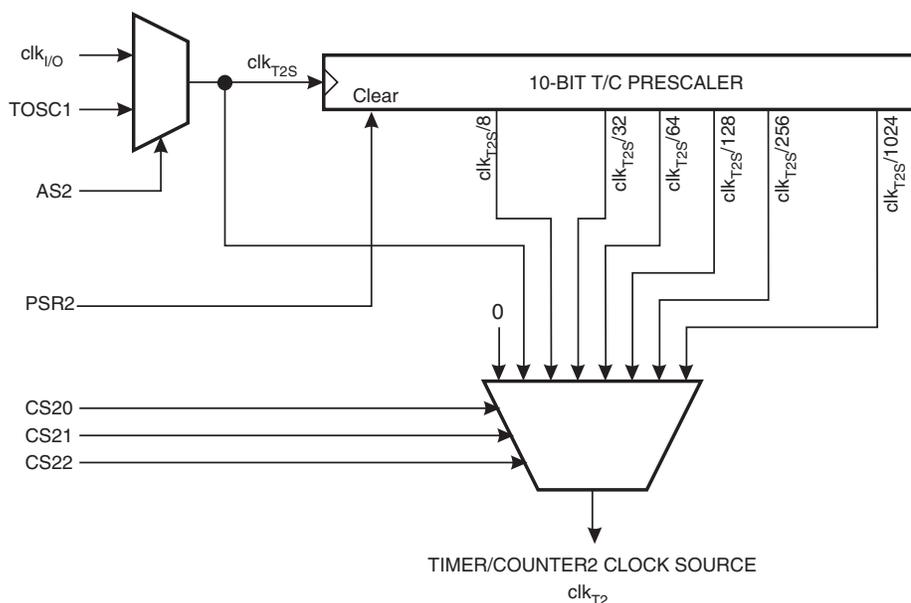 clkI/O
clkT2S
10-BIT T/C PRESCALER
TOSC1
Clear
clkT2S/8
clkT2S/32
clkT2S/64
clkT2S/128
clkT2S/256
clkT2S/1024
AS2
PSR2
0
CS20
CS21
CS22
TIMER/COUNTER2 CLOCK SOURCE
clkT2